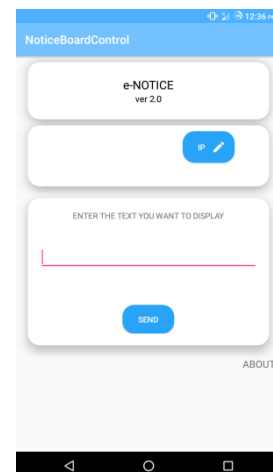 12:36
NoticeBoardControl
e-NOTICE
ver 2.0
IP
ENTER THE TEXT YOU WANT TO DISPLAY
SEND
ABOUT